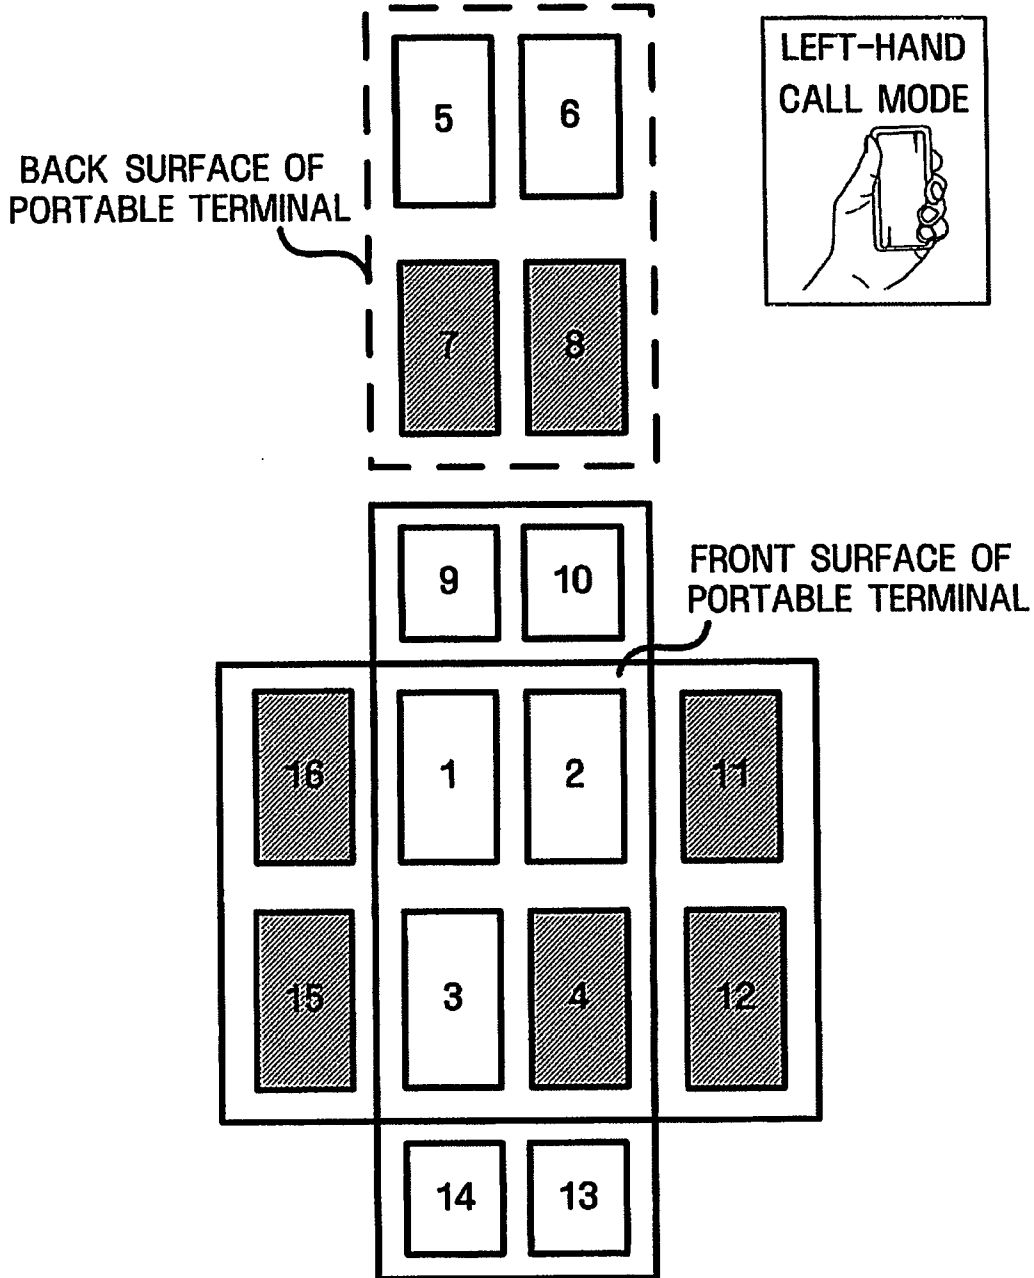 5 6
LEFT-HAND
CALL MODE
BACK SURFACE OF
PORTABLE TERMINAL
7 8
9 10
FRONT SURFACE OF
PORTABLE TERMINAL
16 1 2 11
15 3 4 12
14 13